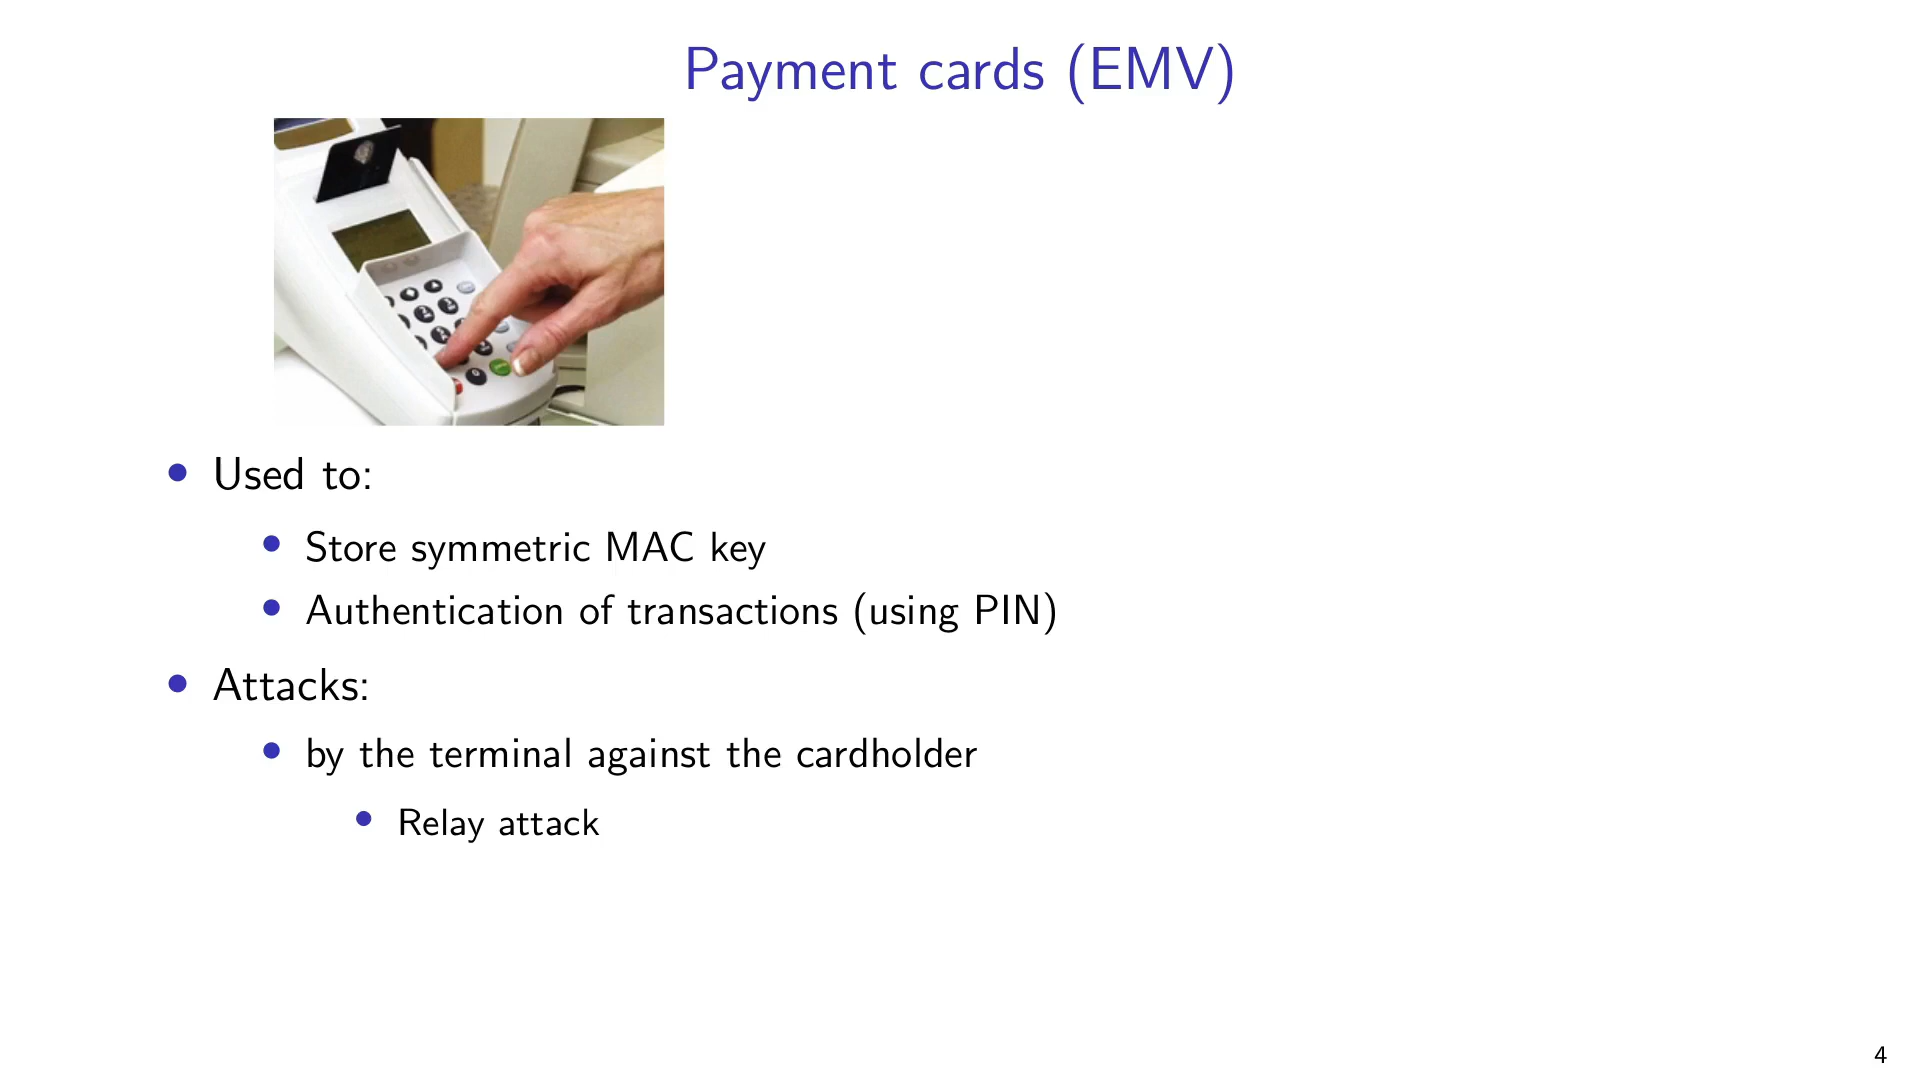 Payment cards (EMV)
Used to:
Store symmetric MAC key
Authentication of transactions (using PIN)
Attacks:
by the terminal against the cardholder
Relay attack
4